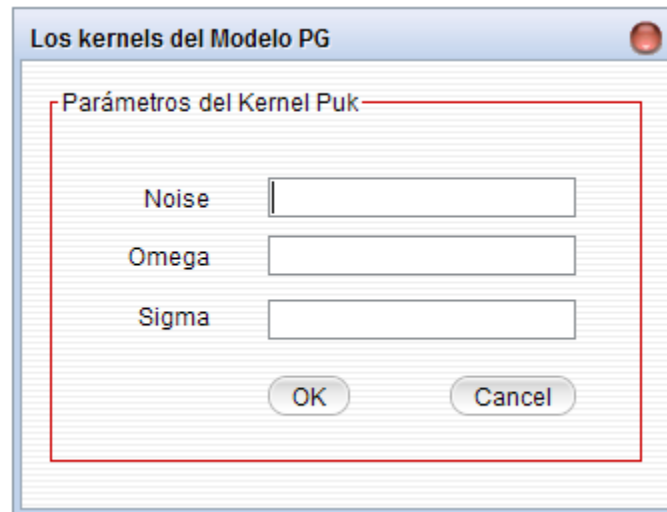 Los kernels del Modelo PG
Parámetros del Kernel Puk
Noise
Omega
Sigma
OK
Cancel